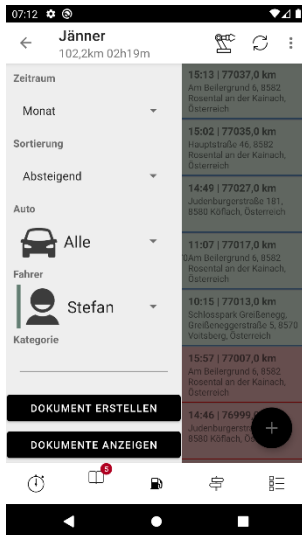 07:12
Jänner
102,2km 02h19m
Zeitraum
Monat
Sortierung
Absteigend
Auto
Alle
Fahrer
Stefan
Kategorie
DOKUMENT ERSTELLEN
DOKUMENTE ANZEIGEN
15:13 | 77037,0 km
Am Beilergrund 6, 8582
Rosental an der Kainach,
Österreich
15:02 | 77035,0 km
Hauptstraße 46, 8582
Rosental an der Kainach,
Österreich
14:49 | 77027,0 km
Judenburgerstraße 181,
8580 Köflach, Österreich
11:07 | 77017,0 km
Am Beilergrund 6, 8582
Rosental an der Kainach,
Österreich
10:15 | 77013,0 km
Schlosspark Greißenegg,
Greißeneggerstraße 5, 8570
Voitsberg, Österreich
15:57 | 77007,0 km
Am Beilergrund 6, 8582
Rosental an der Kainach,
Österreich
14:46 | 76999
8580 Köflach,
5